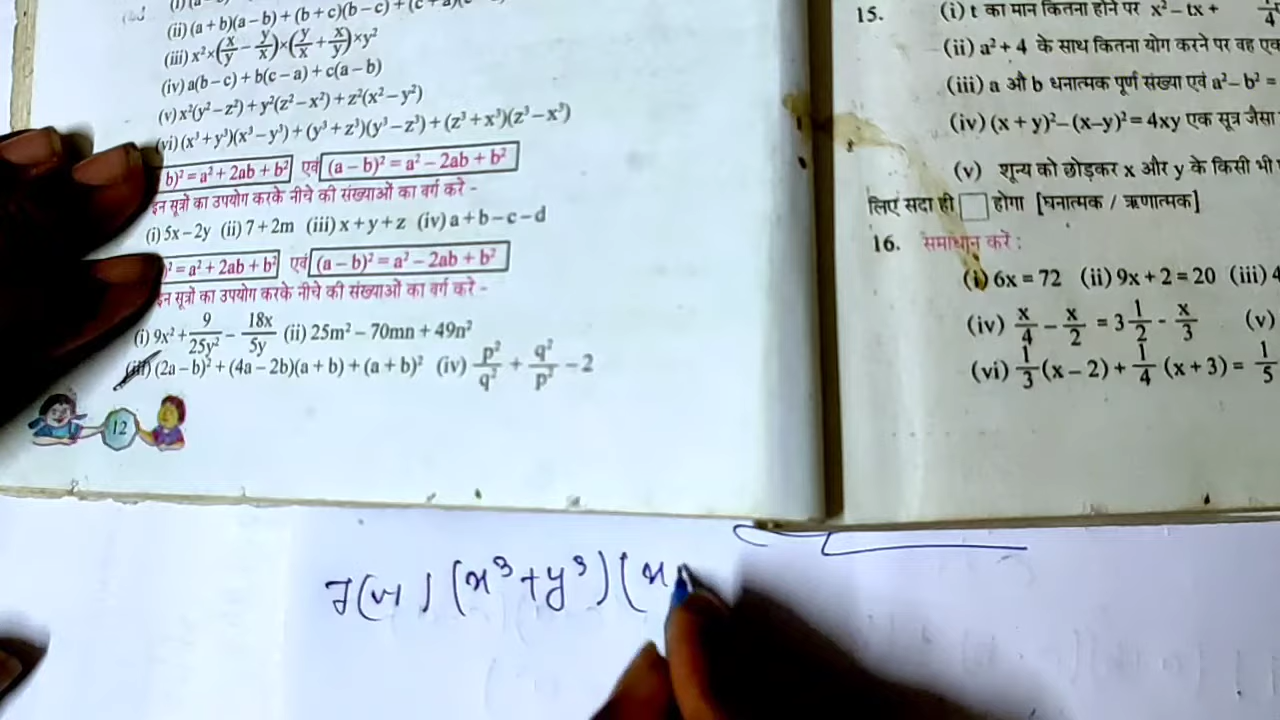 (ii) (a + b)(a – b) + (b + c)(b – c) +
(iii) x² × (x/y – y/x) × (y/x + x/y) × y²
(iv) a(b – c) + b(c – a) + c(a – b)
(v) x²(y² – z²) + y²(z² – x²) + z²(x² – y²)
(vi) (x³ + y³)(x³ – y³) + (y³ + z³)(y³ – z³) + (z³ + x³)(z³ – x³)
b)² = a² + 2ab + b² एवं (a – b)² = a² – 2ab + b²
इन सूत्रों का उपयोग करके नीचे की संख्याओं का वर्ग करे -
(i) 5x – 2y (ii) 7 + 2m (iii) x + y + z (iv) a + b – c – d
)² = a² + 2ab + b² एवं (a – b)² = a² – 2ab + b²
इन सूत्रों का उपयोग करके नीचे की संख्याओं का वर्ग करे -
(i) 9x² + 9/25y² – 18x/5y (ii) 25m² – 70mn + 49n²
(iii) (2a – b)² + (4a – 2b)(a + b) + (a + b)² (iv) p²/q² + q²/p² – 2
12
15. (i) t का मान कितना होने पर x² – tx +
(ii) a² + 4 के साथ कितना योग करने पर वह एक
(iii) a औ b धनात्मक पूर्ण संख्या एवं a² – b² =
(iv) (x + y)² – (x–y)² = 4xy एक सूत्र जैसा
(v) शून्य को छोड़कर x और y के किसी भी
लिए सदा ही □ होगा [घनात्मक / ऋणात्मक]
16. समाधान करें :
(i) 6x = 72 (ii) 9x + 2 = 20 (iii) 4
(iv) x/4 – x/2 = 3 1/2 – x/3 (v)
(vi) 1/3 (x – 2) + 1/4 (x + 3) = 1/5
7(vi) (x³ + y³) (x